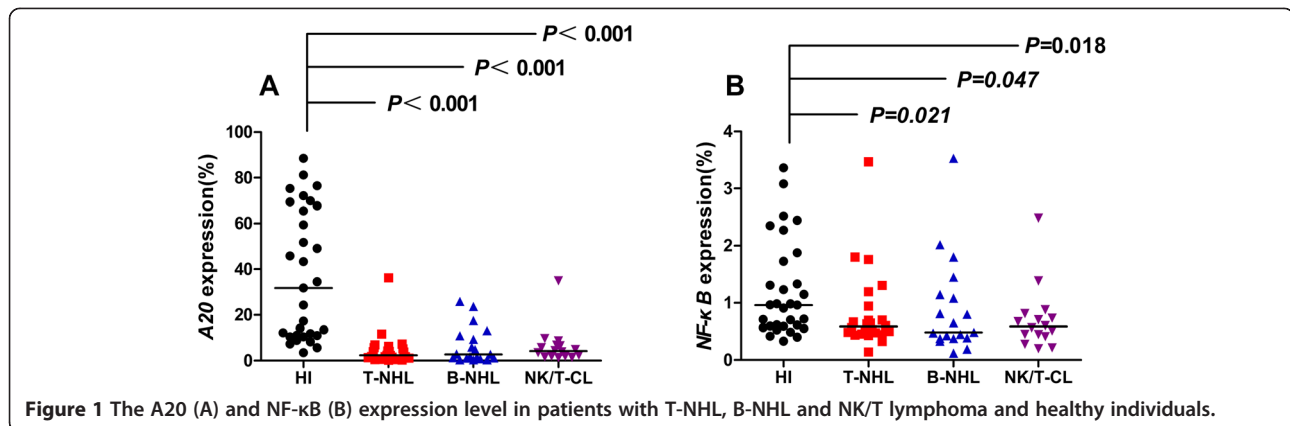 P< 0.001
P< 0.001
P< 0.001
A
100
80
60
40
20
0
A20 expression(%)
HI T-NHL B-NHL NK/T-CL
P=0.018
P=0.047
P=0.021
B
4
3
2
1
0
NF-κ B expression(%)
HI T-NHL B-NHL NK/T-CL
Figure 1 The A20 (A) and NF-κB (B) expression level in patients with T-NHL, B-NHL and NK/T lymphoma and healthy individuals.